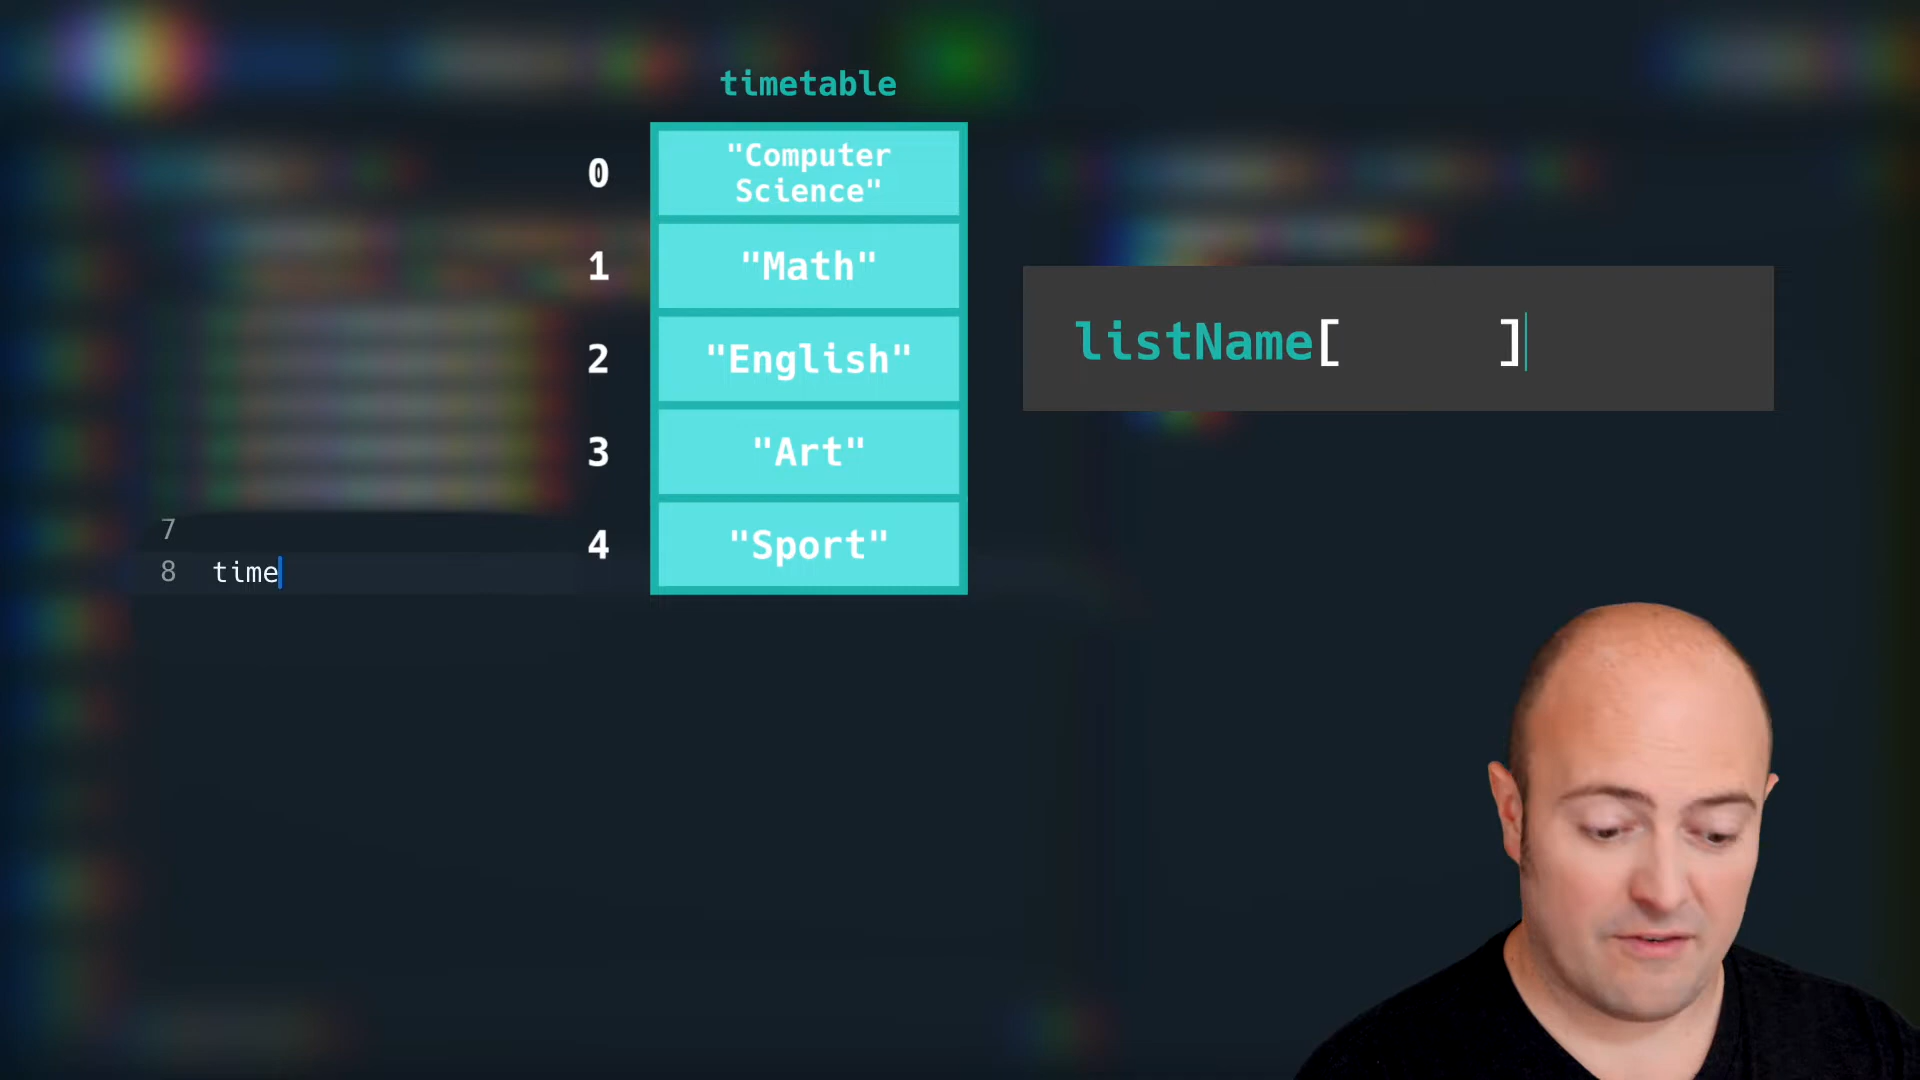 timetable
0 "Computer
Science"
1 "Math"
2 "English"
3 "Art"
4 "Sport"
listName[ ]
7
8 time